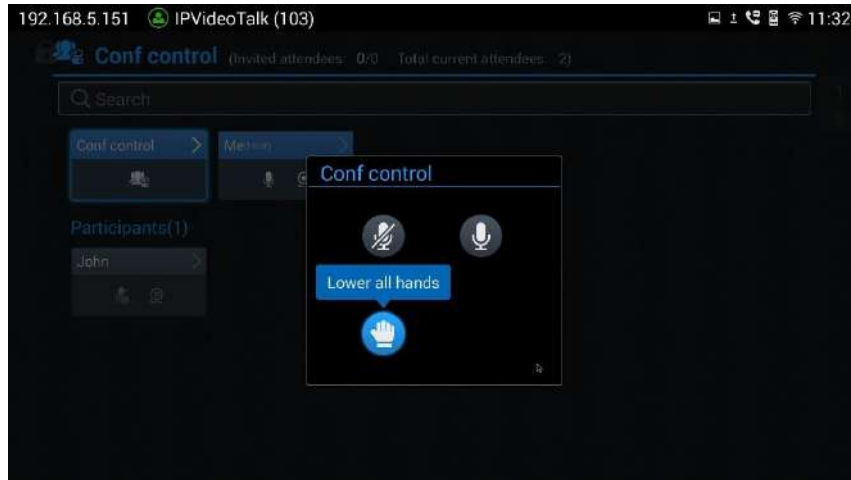 192.168.5.151 IPVideoTalk (103) 11:32
Conf control (Invited attendees: 0/0 Total current attendees: 2)
Search
Conf control
Conf control
Participants(1)
John
Lower all hands